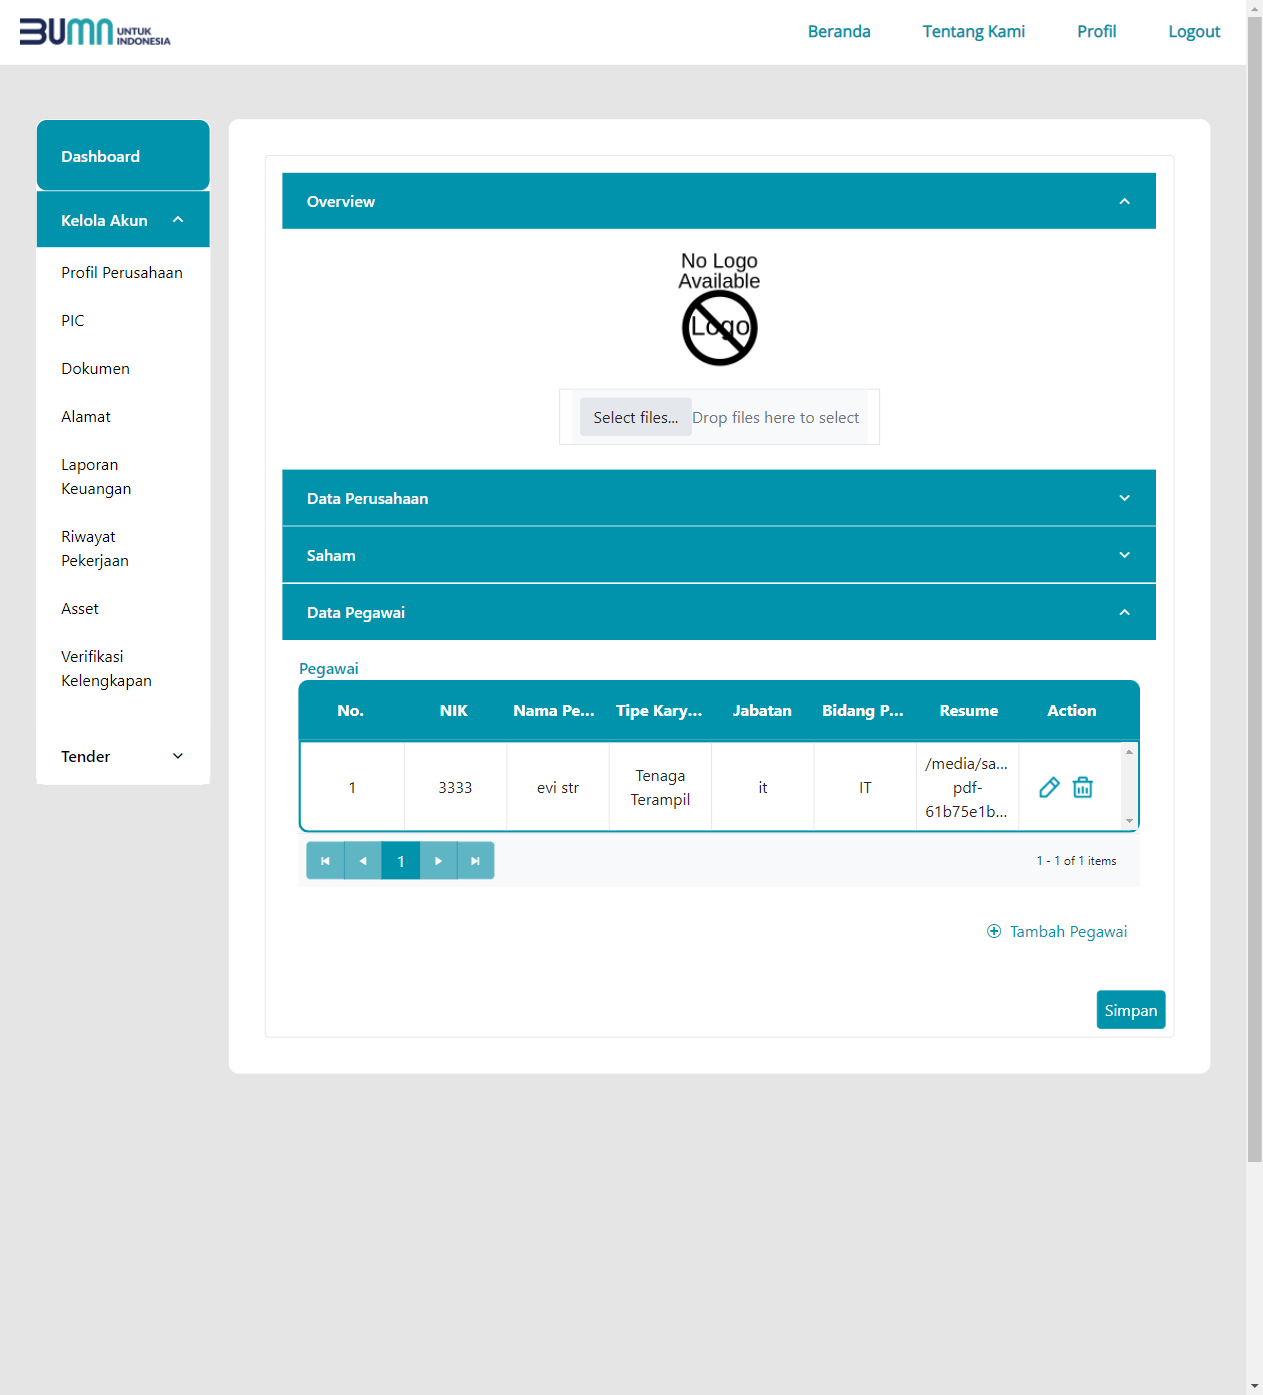 BUMN UNTUK INDONESIA
Beranda
Tentang Kami
Profil
Logout
Dashboard
Kelola Akun
Profil Perusahaan
PIC
Dokumen
Alamat
Laporan
Keuangan
Riwayat
Pekerjaan
Asset
Verifikasi
Kelengkapan
Tender
Overview
No Logo
Available
Logo
Select files...
Drop files here to select
Data Perusahaan
Saham
Data Pegawai
Pegawai
No. NIK Nama Pe... Tipe Kary... Jabatan Bidang P... Resume Action
1 3333 evi str Tenaga Terampil it IT /media/sa... pdf- 61b75e1b...
1
1 - 1 of 1 items
Tambah Pegawai
Simpan